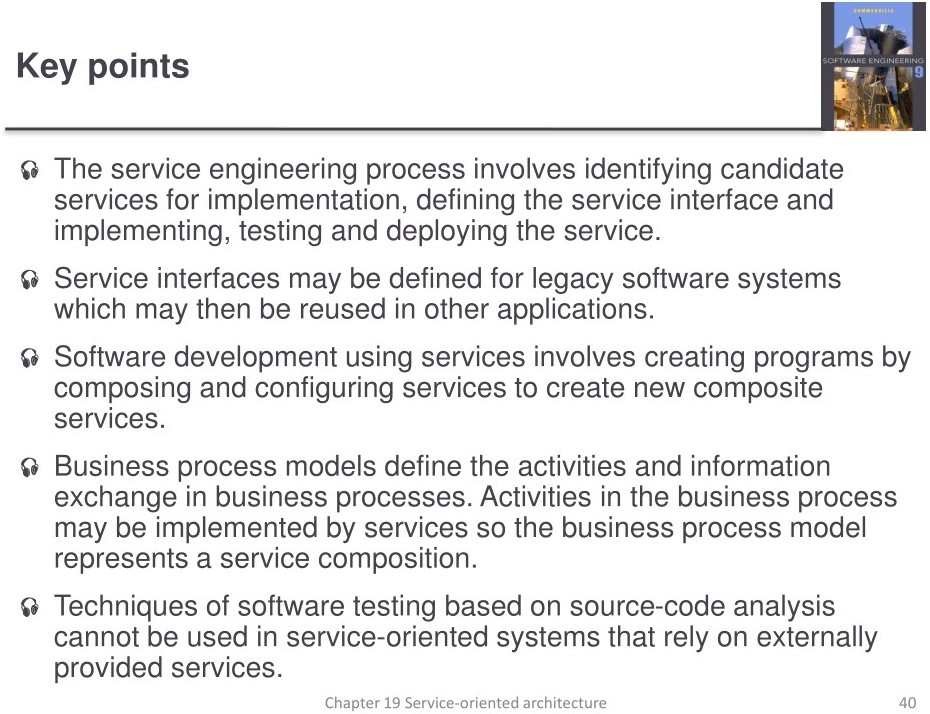 SOMMERVILLE
SOFTWARE ENGINEERING
9
Key points
The service engineering process involves identifying candidate
services for implementation, defining the service interface and
implementing, testing and deploying the service.
Service interfaces may be defined for legacy software systems
which may then be reused in other applications.
Software development using services involves creating programs by
composing and configuring services to create new composite
services.
Business process models define the activities and information
exchange in business processes. Activities in the business process
may be implemented by services so the business process model
represents a service composition.
Techniques of software testing based on source-code analysis
cannot be used in service-oriented systems that rely on externally
provided services.
Chapter 19 Service-oriented architecture
40